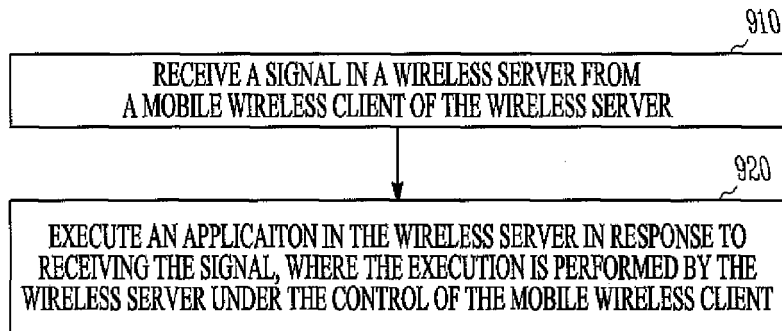 910
RECEIVE A SIGNAL IN A WIRELESS SERVER FROM
A MOBILE WIRELESS CLIENT OF THE WIRELESS SERVER
920
EXECUTE AN APPLICAITON IN THE WIRELESS SERVER IN RESPONSE TO
RECEIVING THE SIGNAL, WHERE THE EXECUTION IS PERFORMED BY THE
WIRELESS SERVER UNDER THE CONTROL OF THE MOBILE WIRELESS CLIENT